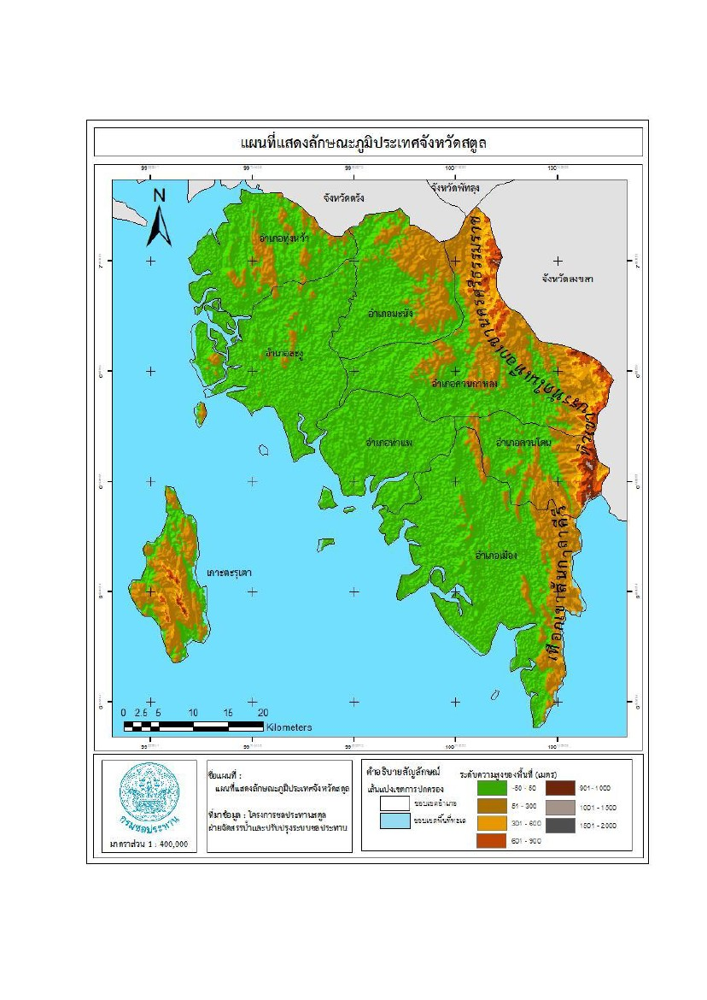 แผนที่แสดงลักษณะภูมิประเทศจังหวัดสตูล
N
จังหวัดตรัง
จังหวัดพัทลุง
จังหวัดสงขลา
อำเภอทุ่งหว้า
อำเภอมะนัง
อำเภอละงู
อำเภอควนกาหลง
อำเภอท่าแพ
อำเภอควนโดน
อำเภอเมือง
เกาะตะรุเตา
เทือกเขานครศรีธรรมราช
ทิวเขาบรรทัด
เทือกเขาสันกาลาคีรี
0 2.5 5 10 15 20
Kilometers
กรมชลประทาน
มาตราส่วน 1 : 400,000
ชื่อแผนที่ :
แผนที่แสดงลักษณะภูมิประเทศจังหวัดสตูล
ที่มาข้อมูล : โครงการชลประทานสตูล
ฝ่ายจัดสรรน้ำและปรับปรุงระบบชลประทาน
คำอธิบายสัญลักษณ์
เส้นแบ่งเขตการปกครอง
ขอบเขตอำเภอ
ขอบเขตพื้นที่ทะเล
ระดับความสูงของพื้นที่ (เมตร)
-50 - 50
51 - 300
301 - 600
601 - 900
901- 1000
1001 - 1500
1501 - 2000